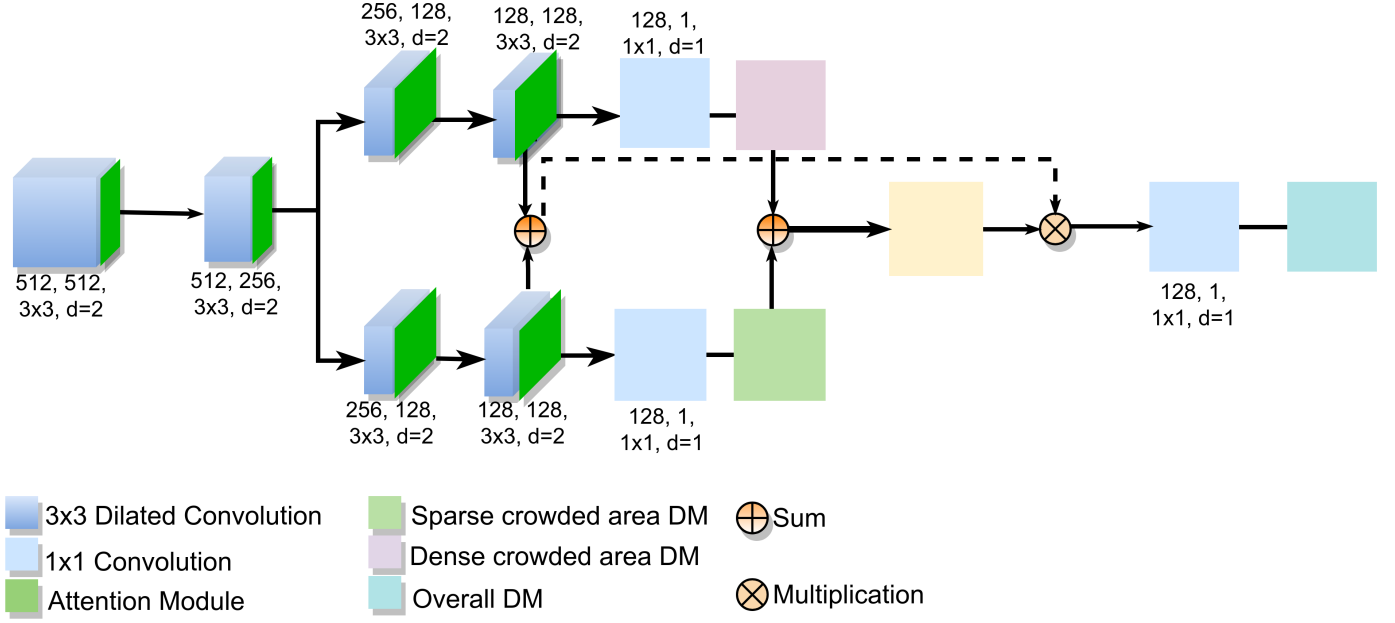 256, 128,
3x3, d=2
128, 128,
3x3, d=2
128, 1,
1x1, d=1
512, 512,
3x3, d=2
512, 256,
3x3, d=2
256, 128,
3x3, d=2
128, 128,
3x3, d=2
128, 1,
1x1, d=1
128, 1,
1x1, d=1
3x3 Dilated Convolution
1x1 Convolution
Attention Module
Sparse crowded area DM
Dense crowded area DM
Overall DM
Sum
Multiplication